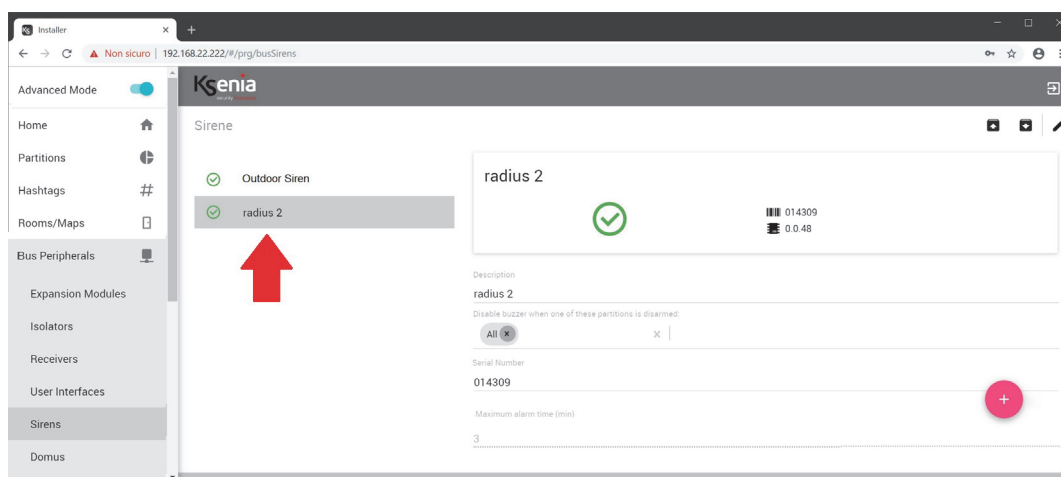 Installer
Non sicuro | 192.168.22.222/#/prg/busSirens
Advanced Mode
Ksenia
Home
Sirene
Partitions
Hashtags
Rooms/Maps
Bus Peripherals
Expansion Modules
Isolators
Receivers
User Interfaces
Sirens
Domus
Outdoor Siren
radius 2
radius 2
014309
0.0.48
Description
radius 2
Disable buzzer when one of these partitions is disarmed:
All
Serial Number
014309
Maximum alarm time (min)
3